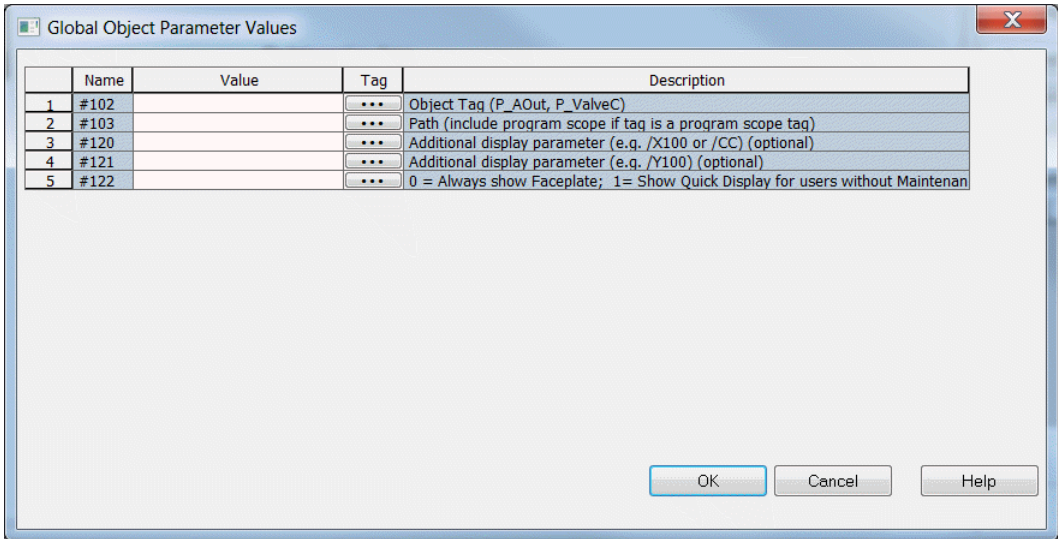 Global Object Parameter Values
X
Name Value Tag Description
1 #102 ••• Object Tag (P_AOut, P_ValveC)
2 #103 ••• Path (include program scope if tag is a program scope tag)
3 #120 ••• Additional display parameter (e.g. /X100 or /CC) (optional)
4 #121 ••• Additional display parameter (e.g. /Y100) (optional)
5 #122 ••• 0 = Always show Faceplate;  1= Show Quick Display for users without Maintenan
OK Cancel Help